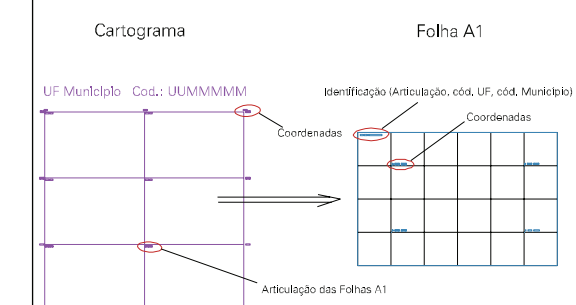 Cartograma
Folha A1
UF Município Cod.: UUMMMMM
Identificação (Articulação, cód, UF, cód, Município)
Coordenadas
Coordenadas
Articulação das Folhas A1